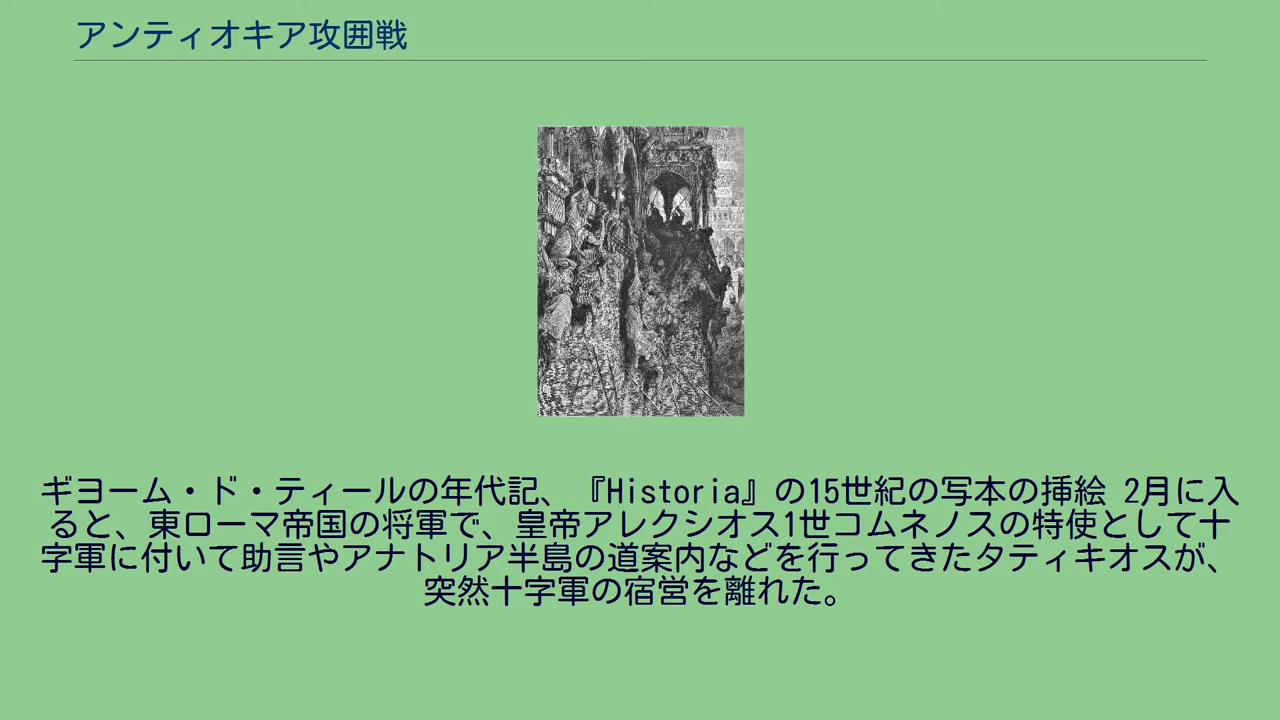 アンティオキア攻囲戦
ギヨーム・ド・ティールの年代記、『Historia』の15世紀の写本の挿絵 2月に入
ると、東ローマ帝国の将軍で、皇帝アレクシオス1世コムネノスの特使として十
字軍に付いて助言やアナトリア半島の道案内などを行ってきたタティキオスが、
突然十字軍の宿営を離れた。